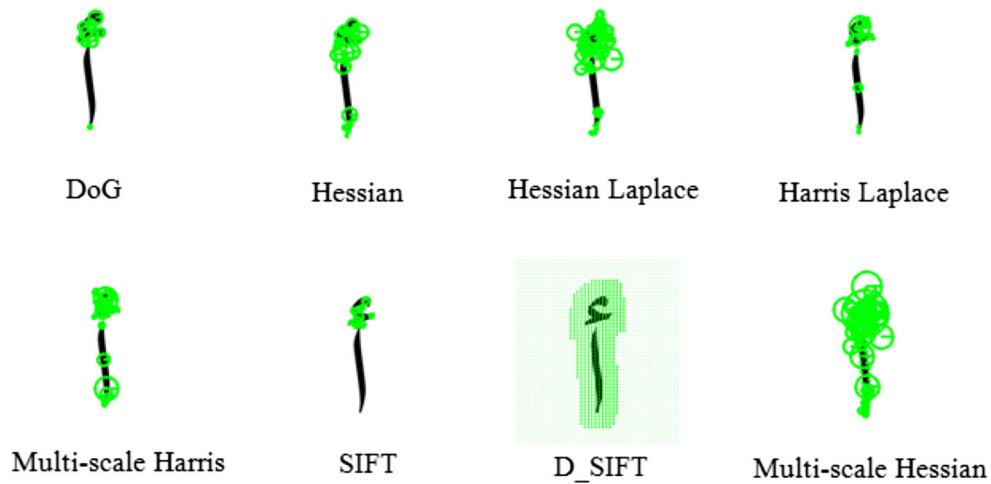 DoG
Hessian
Hessian Laplace
Harris Laplace
Multi-scale Harris
SIFT
D_SIFT
Multi-scale Hessian